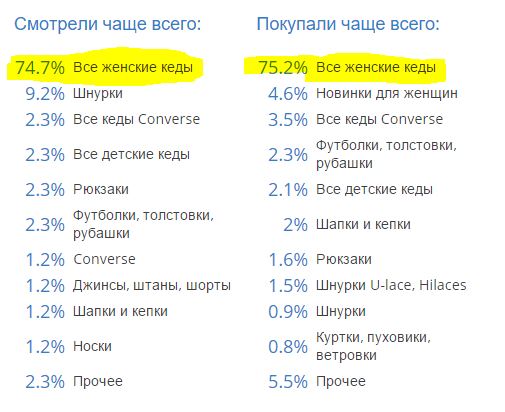 Смотрели чаще всего:
74.7% Все женские кеды
9.2% Шнурки
2.3% Все кеды Converse
2.3% Все детские кеды
2.3% Рюкзаки
2.3% Футболки, толстовки,
рубашки
1.2% Converse
1.2% Джинсы, штаны, шорты
1.2% Шапки и кепки
1.2% Носки
2.3% Прочее
Покупали чаще всего:
75.2% Все женские кеды
4.6% Новинки для женщин
3.5% Все кеды Converse
2.3% Футболки, толстовки,
рубашки
2.1% Все детские кеды
2% Шапки и кепки
1.6% Рюкзаки
1.5% Шнурки U-lace, Hilaces
0.9% Шнурки
0.8% Куртки, пуховики,
ветровки
5.5% Прочее